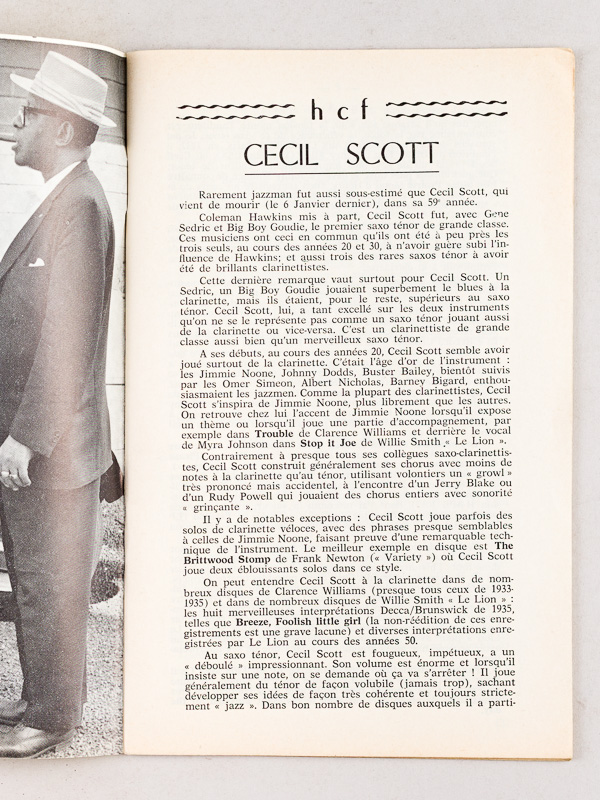 h c f
CECIL SCOTT
Rarement jazzman fut aussi sous-estimé que Cecil Scott, qui
vient de mourir (le 6 Janvier dernier), dans sa 59e année.
Coleman Hawkins mis à part, Cecil Scott fut, avec Gene
Sedric et Big Boy Goudie, le premier saxo ténor de grande classe.
Ces musiciens ont ceci en commun qu'ils ont été à peu près les
trois seuls, au cours des années 20 et 30, à n'avoir guère subi l'in-
fluence de Hawkins; et aussi trois des rares saxos ténor à avoir
été de brillants clarinettistes.
Cette dernière remarque vaut surtout pour Cecil Scott. Un
Sedric, un Big Boy Goudie jouaient superbement le blues à la
clarinette, mais ils étaient, pour le reste, supérieurs au saxo
ténor. Cecil Scott, lui, a tant excellé sur les deux instruments
qu'on ne se le représente pas comme un saxo ténor jouant aussi
de la clarinette ou vice-versa. C'est un clarinettiste de grande
classe aussi bien qu'un merveilleux saxo ténor.
A ses débuts, au cours des années 20, Cecil Scott semble avoir
joué surtout de la clarinette. C'était l'âge d'or de l'instrument :
les Jimmie Noone, Johnny Dodds, Buster Bailey, bientôt suivis
par les Omer Simeon, Albert Nicholas, Barney Bigard, enthou-
siasmaient les jazzmen. Comme la plupart des clarinettistes, Cecil
Scott s'inspira de Jimmie Noone, plus librement que les autres.
On retrouve chez lui l'accent de Jimmie Noone lorsqu'il expose
un thème ou lorsqu'il joue une partie d'accompagnement, par
exemple dans Trouble de Clarence Williams et derrière le vocal
de Myra Johnson dans Stop it Joe de Willie Smith « Le Lion ».
Contrairement à presque tous ses collègues saxo-clarinettis-
tes, Cecil Scott construit généralement ses chorus avec moins de
notes à la clarinette qu'au ténor, utilisant volontiers un « growl »
très prononcé mais accidentel, à l'encontre d'un Jerry Blake ou
d'un Rudy Powell qui jouaient des chorus entiers avec sonorité
« grinçante ».
Il y a de notables exceptions : Cecil Scott joue parfois des
solos de clarinette véloces, avec des phrases presque semblables
à celles de Jimmie Noone, faisant preuve d'une remarquable tech-
nique de l'instrument. Le meilleur exemple en disque est The
Brittwood Stomp de Frank Newton (« Variety ») où Cecil Scott
joue deux éblouissants solos dans ce style.
On peut entendre Cecil Scott à la clarinette dans de nom-
breux disques de Clarence Williams (presque tous ceux de 1933-
1935) et dans de nombreux disques de Willie Smith « Le Lion » :
les huit merveilleuses interprétations Decca/Brunswick de 1935,
telles que Breeze, Foolish little girl (la non-réédition de ces enre-
gistrements est une grave lacune) et diverses interprétations enre-
gistrées par Le Lion au cours des années 50.
Au saxo ténor, Cecil Scott est fougueux, impétueux, a un
« déboulé » impressionnant. Son volume est énorme et lorsqu'il
insiste sur une note, on se demande où ça va s'arrêter ! Il joue
généralement du ténor de façon volubile (jamais trop), sachant
développer ses idées de façon très cohérente et toujours stricte-
ment « jazz ». Dans bon nombre de disques auxquels il a parti-